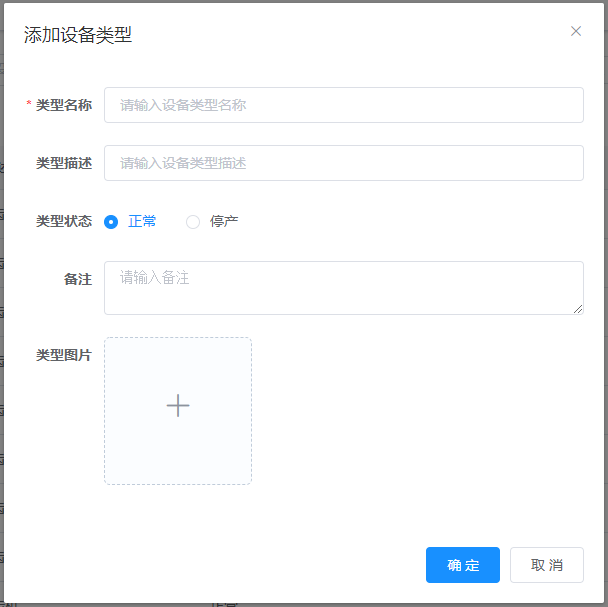 添加设备类型
* 类型名称 请输入设备类型名称
类型描述 请输入设备类型描述
类型状态 正常 停产
备注 请输入备注
类型图片
确 定 取 消